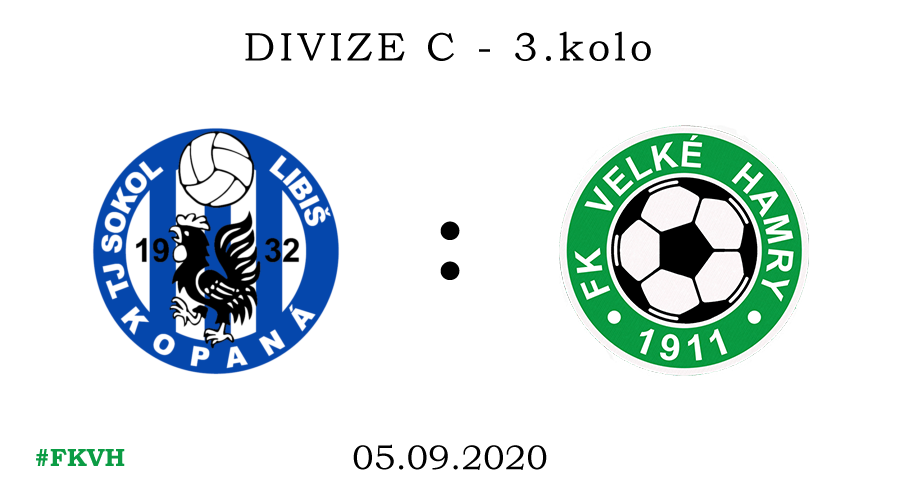 DIVIZE C - 3.kolo
TJ SOKOL LIBIŠ
19 32
KOPANÁ
:
FK VELKÉ HAMRY
1911
#FKVH
05.09.2020